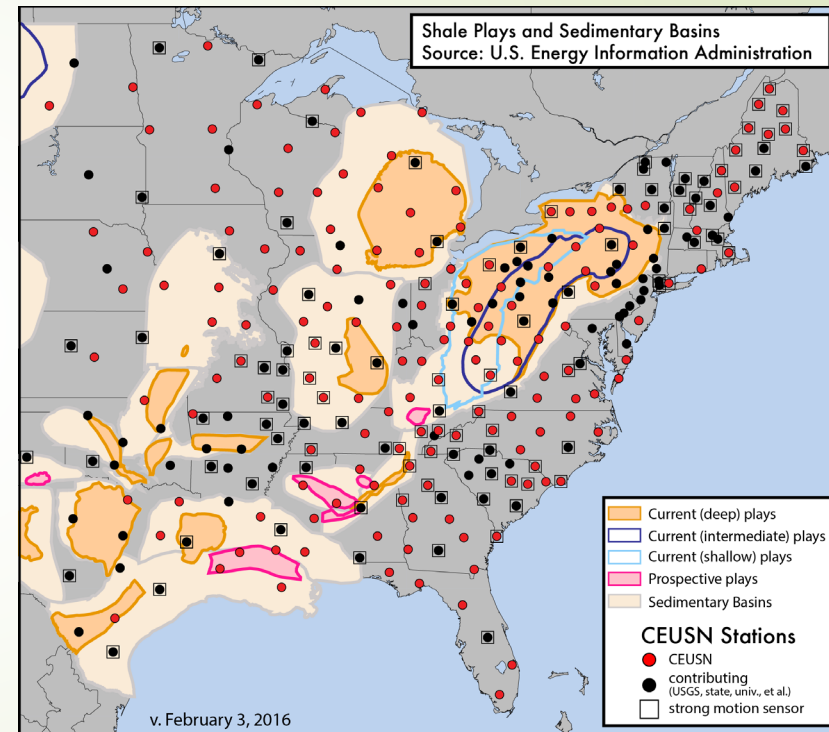 Shale Plays and Sedimentary Basins
Source: U.S. Energy Information Administration
Current (deep) plays
Current (intermediate) plays
Current (shallow) plays
Prospective plays
Sedimentary Basins
CEUSN Stations
CEUSN
contributing
(USGS, state, univ., et al.)
strong motion sensor
v. February 3, 2016